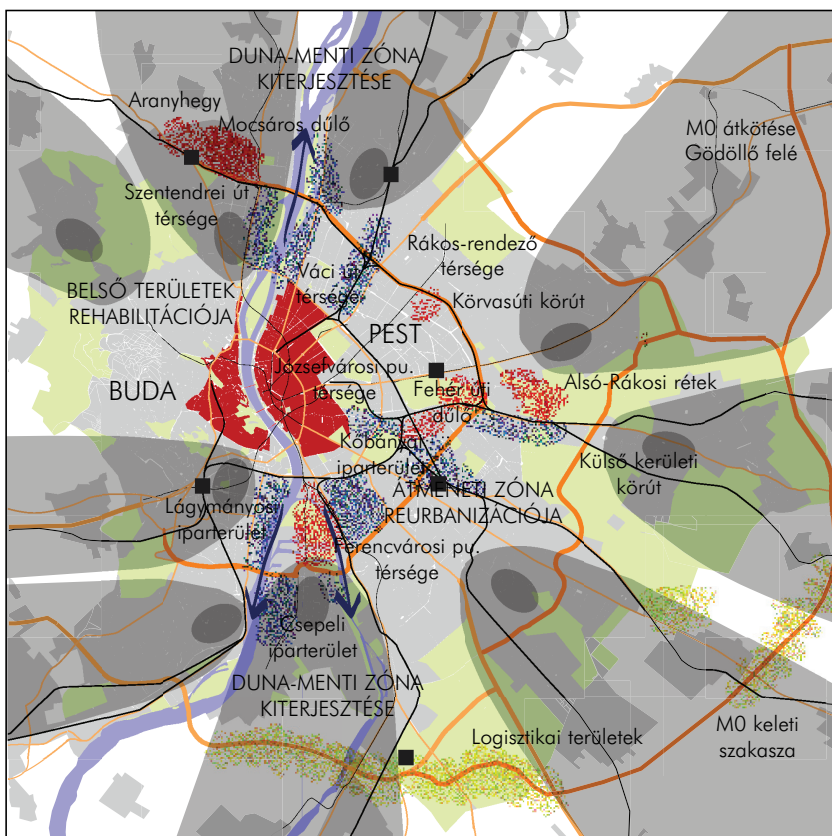 DUNA-MENTI ZÓNA
KITERJESZTÉSE
Aranyhegy
Mocsáros dűlő
M0 átkötése
Gödöllő felé
Szentendrei út
térsége
Rákos-rendező
térsége
Váci út
térsége
Körvasúti körút
BELSŐ TERÜLETEK
REHABILITÁCIÓJA
PEST
Józsefvárosi pu.
térsége
BUDA
Fehér úti
dűlő
Alsó-Rákosi rétek
Kőbányai
iparterület
Külső kerületi
körút
ÁTMENETI ZÓNA
REURBANIZÁCIÓJA
Lágymányosi
iparterület
Ferencvárosi pu.
térsége
Csepeli
iparterület
DUNA-MENTI ZÓNA
KITERJESZTÉSE
Logisztikai területek
M0 keleti
szakasza